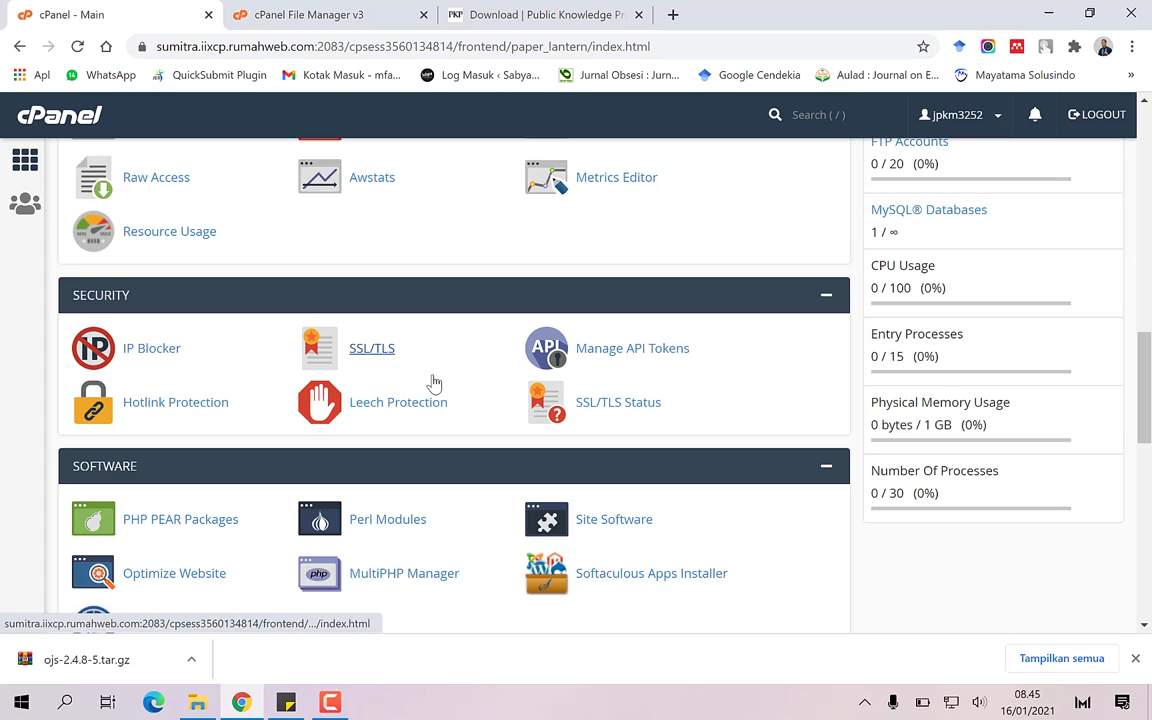 cPanel - Main
cPanel File Manager v3
PKP Download | Public Knowledge Pr
sumitra.iixcp.rumahweb.com:2083/cpsess3560134814/frontend/paper_lantern/index.html
Apl
WhatsApp
QuickSubmit Plugin
Kotak Masuk - mfa...
Log Masuk ‹ Sabya...
Jurnal Obsesi : Jurn...
Google Cendekia
Aulad : Journal on E...
Mayatama Solusindo
»
cPanel
Search ( / )
jpkm3252
LOGOUT
Raw Access
Awstats
Metrics Editor
Resource Usage
SECURITY
IP Blocker
SSL/TLS
Manage API Tokens
Hotlink Protection
Leech Protection
SSL/TLS Status
SOFTWARE
PHP PEAR Packages
Perl Modules
Site Software
Optimize Website
MultiPHP Manager
Softaculous Apps Installer
FTP Accounts
0 / 20 (0%)
MySQL® Databases
1 / ∞
CPU Usage
0 / 100 (0%)
Entry Processes
0 / 15 (0%)
Physical Memory Usage
0 bytes / 1 GB (0%)
Number Of Processes
0 / 30 (0%)
sumitra.iixcp.rumahweb.com:2083/cpsess3560134814/frontend/.../index.html
ojs-2.4.8-5.tar.gz
Tampilkan semua
08.45
16/01/2021